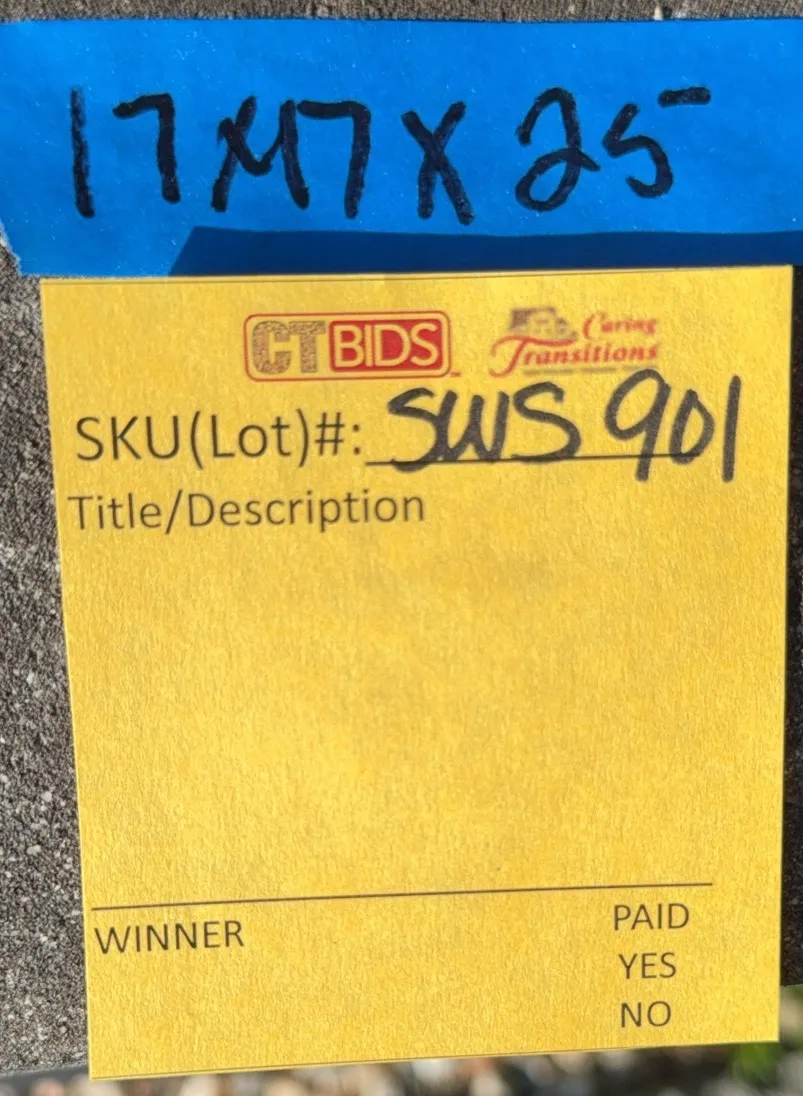 17X17X25
CTBIDS
Caring
Transitions
SKU(Lot)#: SWS 901
Title/Description
WINNER
PAID
YES
NO